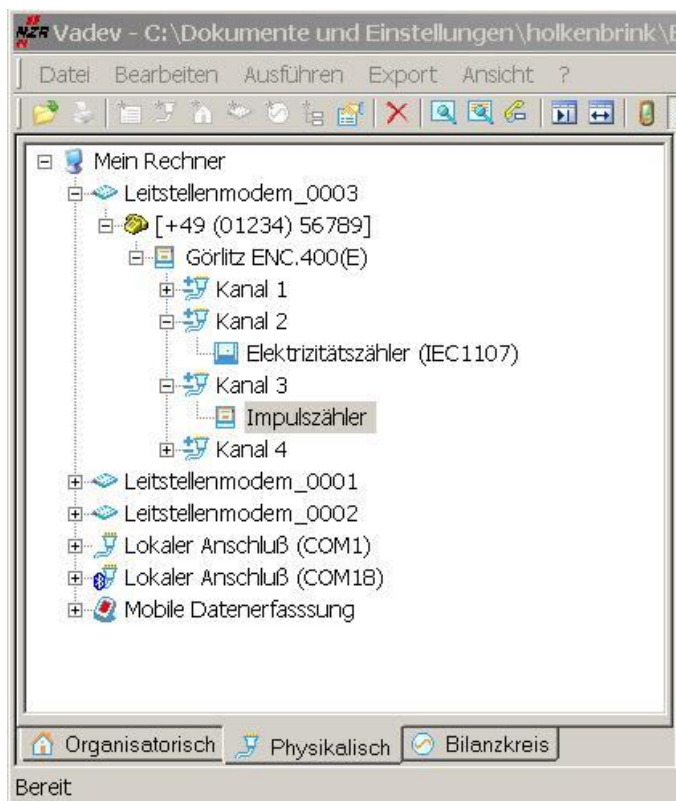 NZR Vadev - C:\Dokumente und Einstellungen\holkenbrink\
Datei Bearbeiten Ausführen Export Ansicht ?
Mein Rechner
Leitstellenmodem_0003
[+49 (01234) 56789]
Görlitz ENC.400(E)
Kanal 1
Kanal 2
Elektrizitätszähler (IEC1107)
Kanal 3
Impulszähler
Kanal 4
Leitstellenmodem_0001
Leitstellenmodem_0002
Lokaler Anschluß (COM1)
Lokaler Anschluß (COM18)
Mobile Datenerfasssung
Organisatorisch Physikalisch Bilanzkreis
Bereit